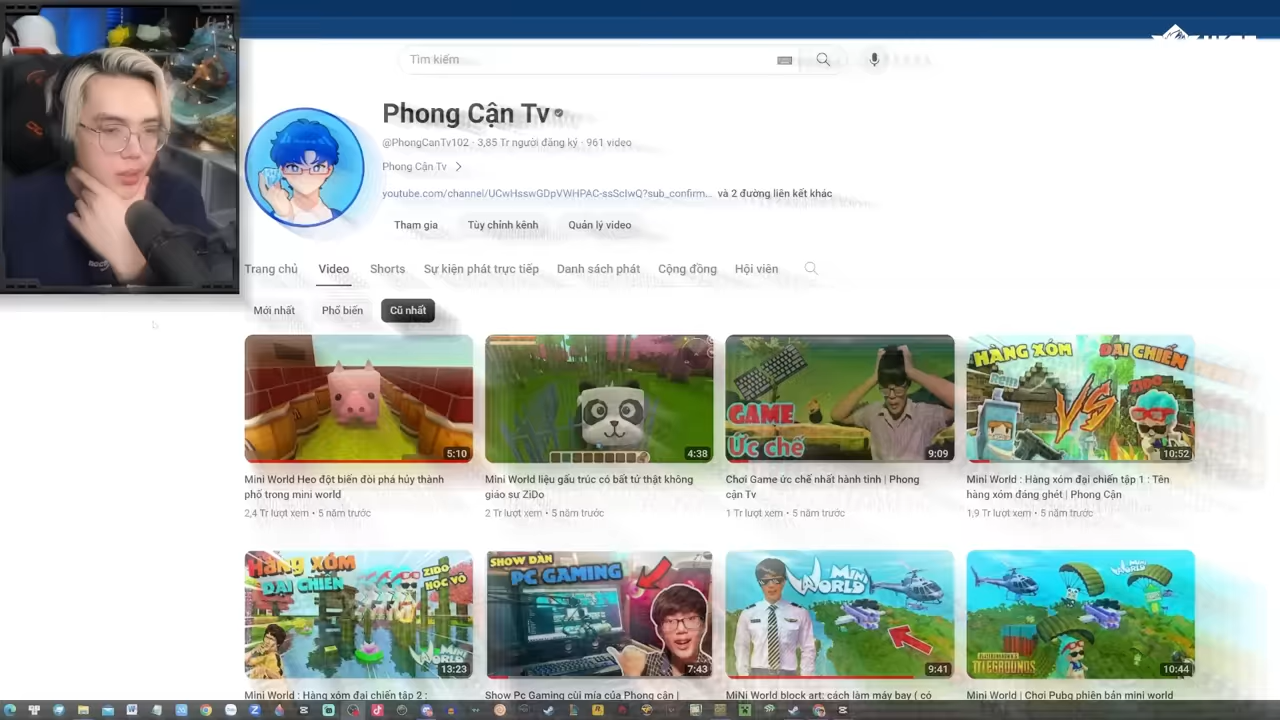 Tìm kiếm
Phong Cận Tv
@PhongCanTv102 · 3,85 Tr người đăng ký · 961 video
Phong Cận Tv
youtube.com/channel/UCwHsswGDpVWHPAC-ssScIwQ?sub_confirm... và 2 đường liên kết khác
Tham gia Tùy chỉnh kênh Quản lý video
Trang chủ Video Shorts Sự kiện phát trực tiếp Danh sách phát Cộng đồng Hội viên
Mới nhất Phổ biến Cũ nhất
5:10
4:38
GAME
Ức chế
9:09
HÀNG XÓM ĐẠI CHIẾN
VS
ZIDO
10:52
Mini World Heo đột biến đòi phá hủy thành
phố trong mini world
2,4 Tr lượt xem • 5 năm trước
Mini World liệu gấu trúc có bất tử thật không
giáo sư ZiDo
2 Tr lượt xem • 5 năm trước
Chơi Game ức chế nhất hành tinh | Phong
cận Tv
1 Tr lượt xem • 5 năm trước
Mini World : Hàng xóm đại chiến tập 1 : Tên
hàng xóm đáng ghét | Phong Cận
1,9 Tr lượt xem • 5 năm trước
HÀNG XÓM
ĐẠI CHIẾN
ZIDO
HỌC VÕ
MINI
WORLD
13:23
SHOW DÀN
PC GAMING
7:43
MINI
WORLD
9:41
10:44
Mini World : Hàng xóm đại chiến tập 2 :
Show Pc Gaming cùi mía của Phong cận |
MiNi World block art: cách làm máy bay ( có
Mini World | Chơi Pubg phiên bản mini world